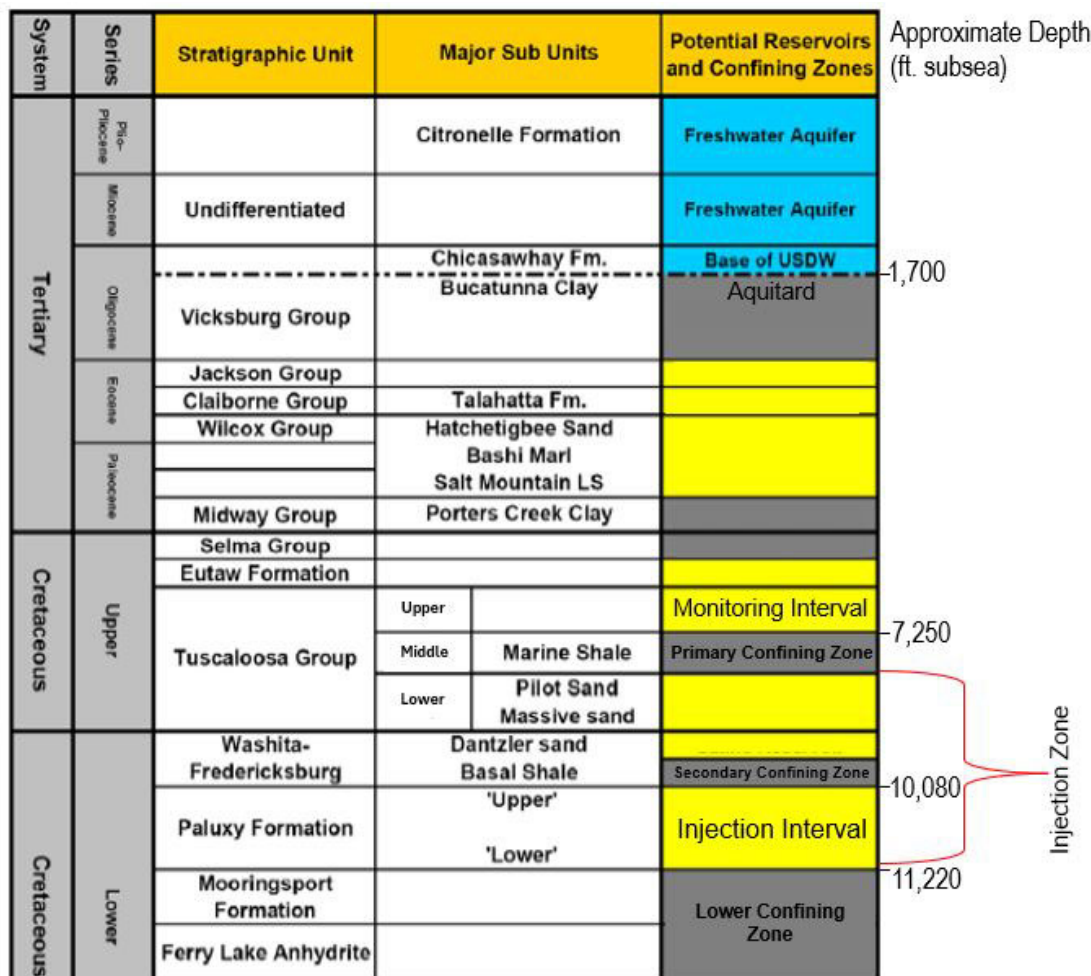 System
Series
Stratigraphic Unit
Major Sub Units
Potential Reservoirs
and Confining Zones
Approximate Depth
(ft. subsea)
Tertiary
Plio-
Pliocene
Citronelle Formation
Freshwater Aquifer
Miocene
Undifferentiated
Freshwater Aquifer
Oligocene
Chicasawhay Fm.
Base of USDW
1,700
Vicksburg Group
Bucatunna Clay
Aquitard
Eocene
Jackson Group
Claiborne Group
Talahatta Fm.
Wilcox Group
Hatchetigbee Sand
Paleocene
Bashi Marl
Salt Mountain LS
Midway Group
Porters Creek Clay
Cretaceous
Upper
Selma Group
Eutaw Formation
Tuscaloosa Group
Upper
Monitoring Interval
7,250
Middle
Marine Shale
Primary Confining Zone
Lower
Pilot Sand
Massive sand
Cretaceous
Lower
Washita-
Fredericksburg
Dantzler sand
Basal Shale
Secondary Confining Zone
10,080
Paluxy Formation
'Upper'
'Lower'
Injection Interval
11,220
Injection Zone
Mooringsport
Formation
Ferry Lake Anhydrite
Lower Confining
Zone